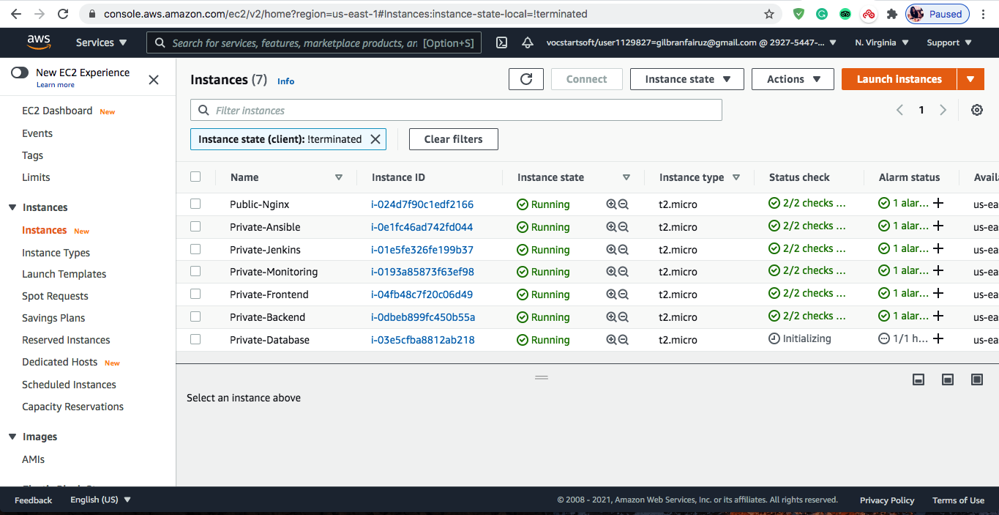 console.aws.amazon.com/ec2/v2/home?region=us-east-1#Instances:instance-state-local=!terminated
Paused
aws
Services
Search for services, features, marketplace products, an [Option+S]
vocstartsoft/user1129827=gilbranfairuz@gmail.com @ 2927-5447-...
N. Virginia
Support
New EC2 Experience
Learn more
EC2 Dashboard New
Events
Tags
Limits
Instances
Instances New
Instance Types
Launch Templates
Spot Requests
Savings Plans
Reserved Instances
Dedicated Hosts New
Scheduled Instances
Capacity Reservations
Images
AMIs
Instances (7) Info
Connect
Instance state
Actions
Launch instances
Filter instances
1
Instance state (client): !terminated
Clear filters
Name Instance ID Instance state Instance type Status check Alarm status Avail
Public-Nginx i-024d7f90c1edf2166 Running t2.micro 2/2 checks ... 1 alar... us-ea
Private-Ansible i-0e1fc46ad742fd044 Running t2.micro 2/2 checks ... 1 alar... us-ea
Private-Jenkins i-01e5fe326fe199b37 Running t2.micro 2/2 checks ... 1 alar... us-ea
Private-Monitoring i-0193a85873f63ef98 Running t2.micro 2/2 checks ... 1 alar... us-ea
Private-Frontend i-04fb48c7f20c06d49 Running t2.micro 2/2 checks ... 1 alar... us-ea
Private-Backend i-0dbeb899fc450b55a Running t2.micro 2/2 checks ... 1 alar... us-ea
Private-Database i-03e5cfba8812ab218 Running t2.micro Initializing 1/1 h... us-ea
Select an instance above
Feedback
English (US)
© 2008 - 2021, Amazon Web Services, Inc. or its affiliates. All rights reserved.
Privacy Policy
Terms of Use